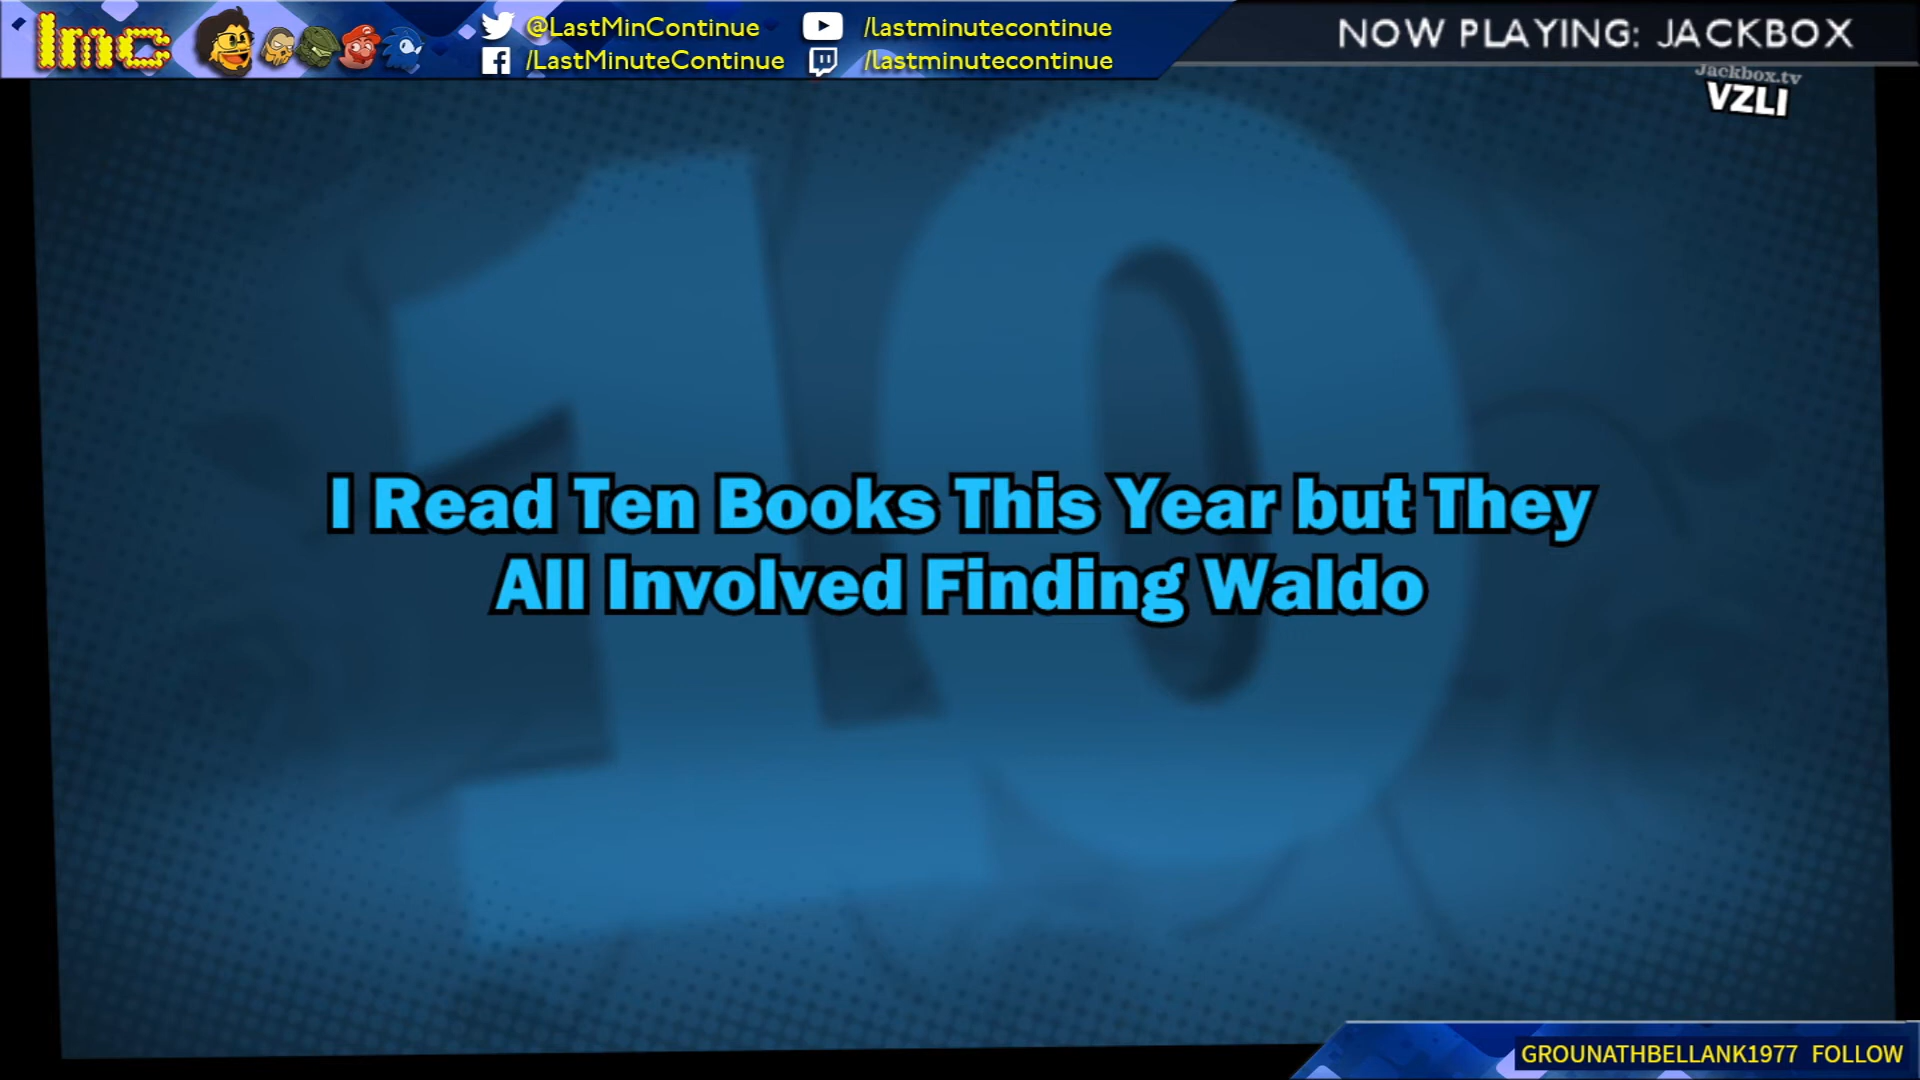 lmc
@LastMinContinue
/LastMinuteContinue
/lastminutecontinue
/lastminutecontinue
NOW PLAYING: JACKBOX
Jackbox.tv
VZLI
10
I Read Ten Books This Year but They
All Involved Finding Waldo
GROUNATHBELLANK1977 FOLLOW